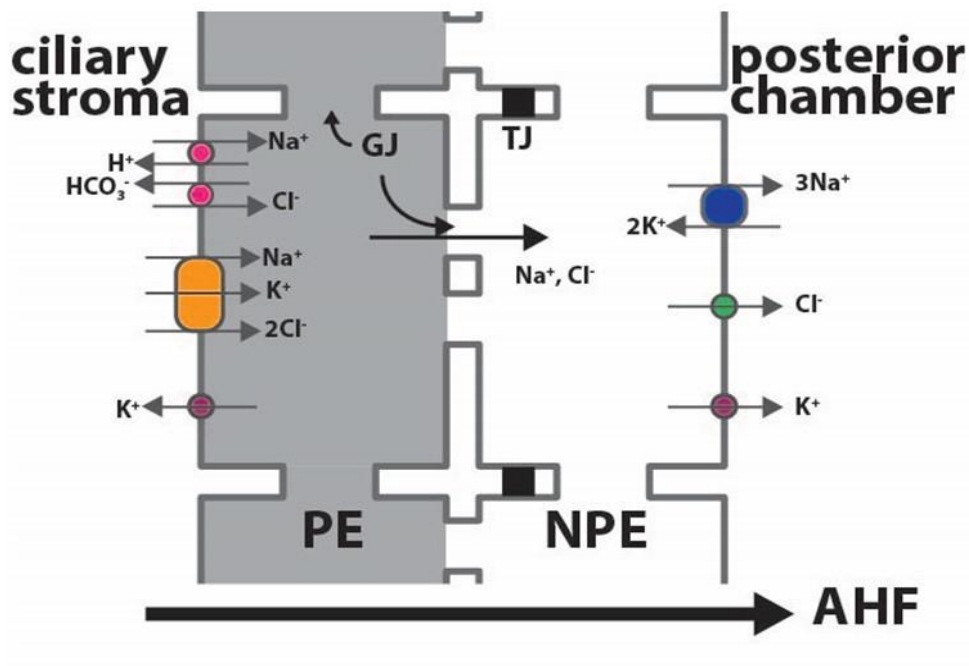 ciliary
stroma
posterior
chamber
GJ
TJ
Na⁺
H⁺
HCO₃⁻
Cl⁻
Na⁺
K⁺
2Cl⁻
K⁺
Na⁺, Cl⁻
3Na⁺
2K⁺
Cl⁻
K⁺
PE
NPE
AHF